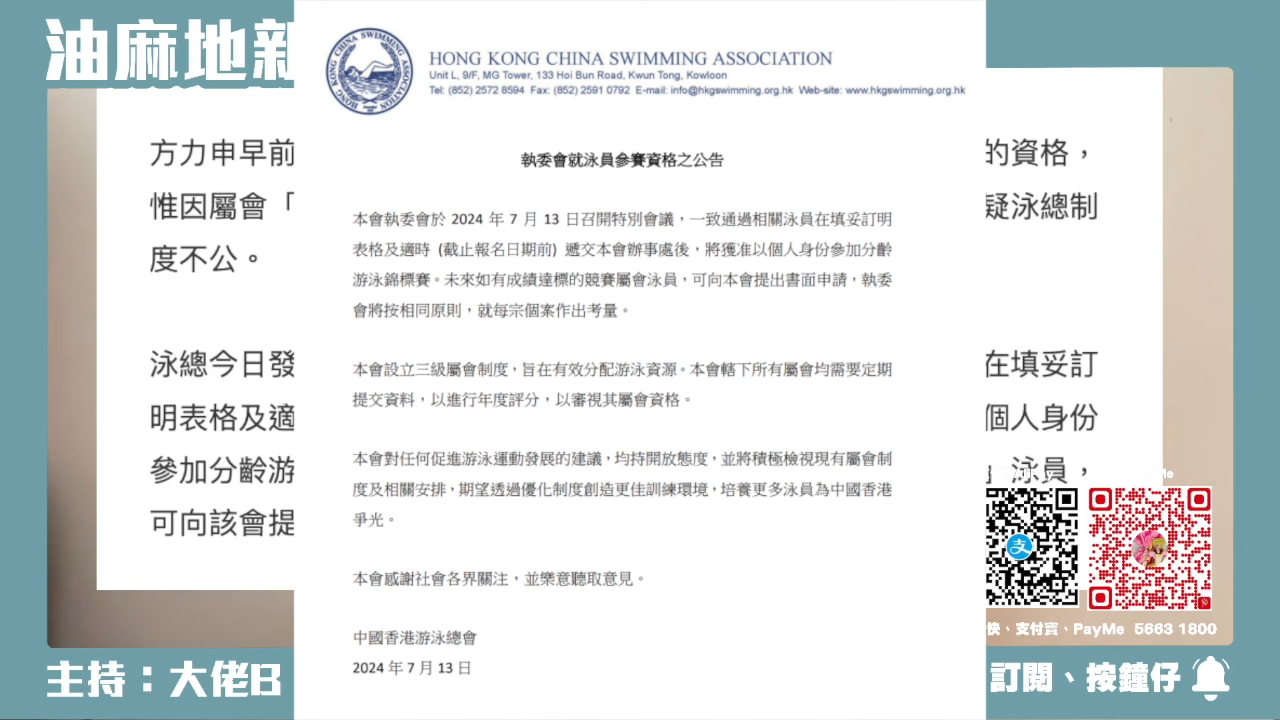 油麻地新
HONG KONG CHINA SWIMMING ASSOCIATION
HONG KONG CHINA SWIMMING ASSOCIATION
Unit L, 9/F, MG Tower, 133 Hoi Bun Road, Kwun Tong, Kowloon
Tel: (852) 2572 8594 Fax: (852) 2591 0792 E-mail: info@hkgswimming.org.hk Web-site: www.hkgswimming.org.hk
執委會就泳員參賽資格之公告
本會執委會於 2024 年 7 月 13 日召開特別會議，一致通過相關泳員在填妥訂明
表格及適時 (截止報名日期前) 遞交本會辦事處後，將獲准以個人身份參加分齡
游泳錦標賽。未來如有成績達標的競賽屬會泳員，可向本會提出書面申請，執委
會將按相同原則，就每宗個案作出考量。
本會設立三級屬會制度，旨在有效分配游泳資源。本會轄下所有屬會均需要定期
提交資料，以進行年度評分，以審視其屬會資格。
本會對任何促進游泳運動發展的建議，均持開放態度，並將積極檢視現有屬會制
度及相關安排，期望透過優化制度創造更佳訓練環境，培養更多泳員為中國香港
爭光。
本會感謝社會各界關注，並樂意聽取意見。
中國香港游泳總會
2024 年 7 月 13 日
方力申早前
的資格，
惟因屬會「
疑泳總制
度不公。
泳總今日發
在填妥訂
明表格及適
個人身份
參加分齡游
泳員，
可向該會提
快、支付寶、PayMe 5663 1800
主持：大佬B
訂閱、按鐘仔